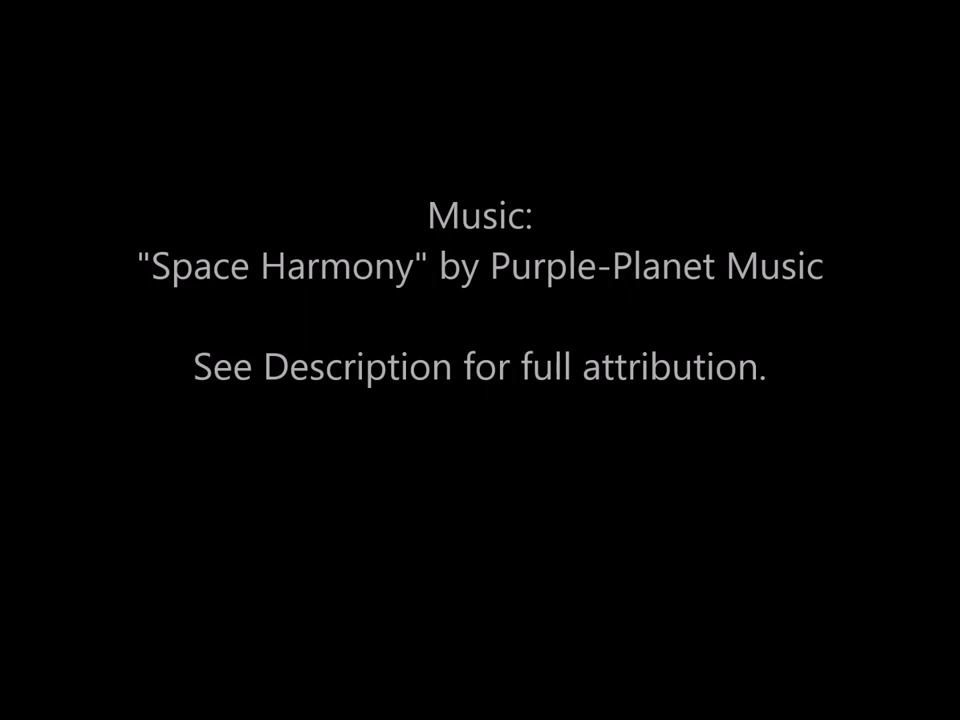 Music:
"Space Harmony" by Purple-Planet Music
See Description for full attribution.